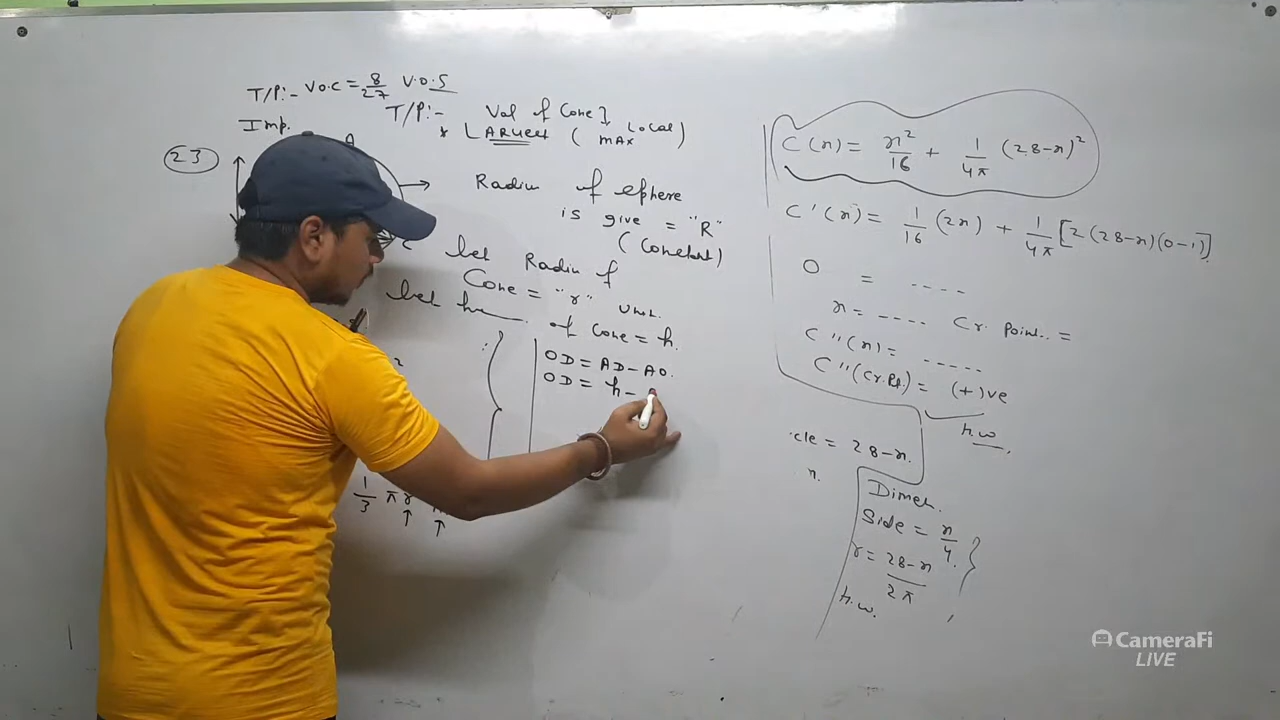 T/P:- V.O.C = 8/27 V.O.S
T/P:- Vol of Cone }
Imp. * LARGEST ( Local max )
(23) A
Radius of sphere
is give = "R"
( Constant )
C let Radius of
Cone = "r" Unit.
let
of Cone = h.
OD = AD - AO.
OD = h -
2
1/3 π r
↑ ↑
C(x) = x²/16 + 1/4π (28-x)²
C'(x) = 1/16 (2x) + 1/4π [2(28-x)(0-1)]
0 = ----
x = ---- Cr. Point.. =
C''(x) = ----
C''(Cr.Pt.) = (+)ve
h.w.
cle = 28-x.
x.
Dimen.
Side = x/4.
r = 28-x/2π }
h.w.
CameraFi
LIVE